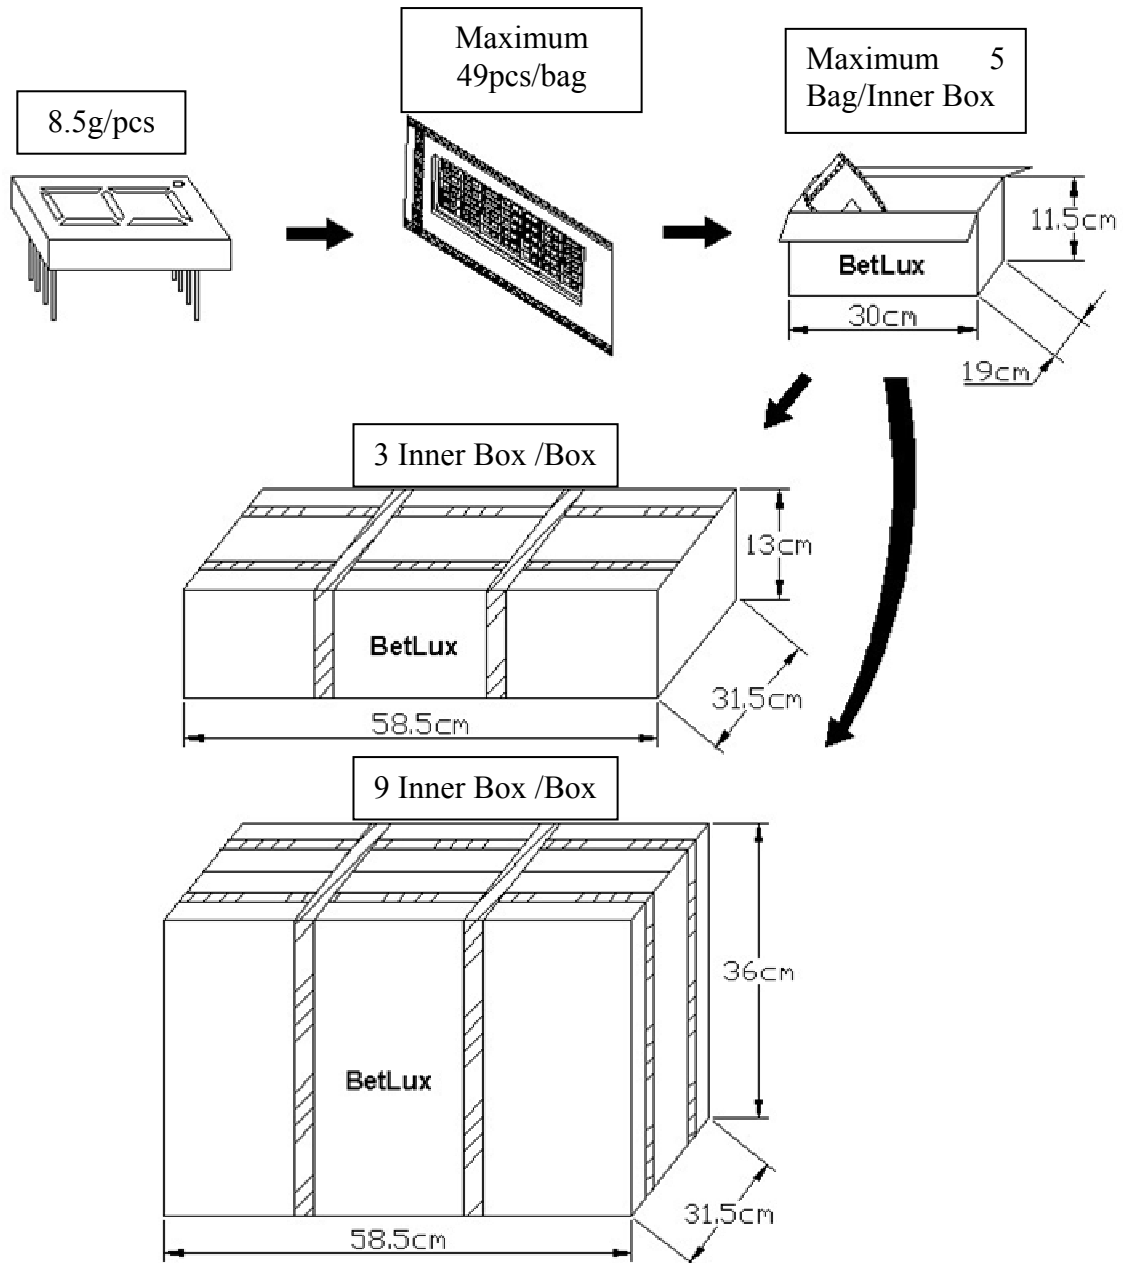 8.5g/pcs
Maximum
49pcs/bag
Maximum 5
Bag/Inner Box
BetLux
11.5cm
30cm
19cm
3 Inner Box /Box
BetLux
13cm
31.5cm
58.5cm
9 Inner Box /Box
BetLux
36cm
31.5cm
58.5cm